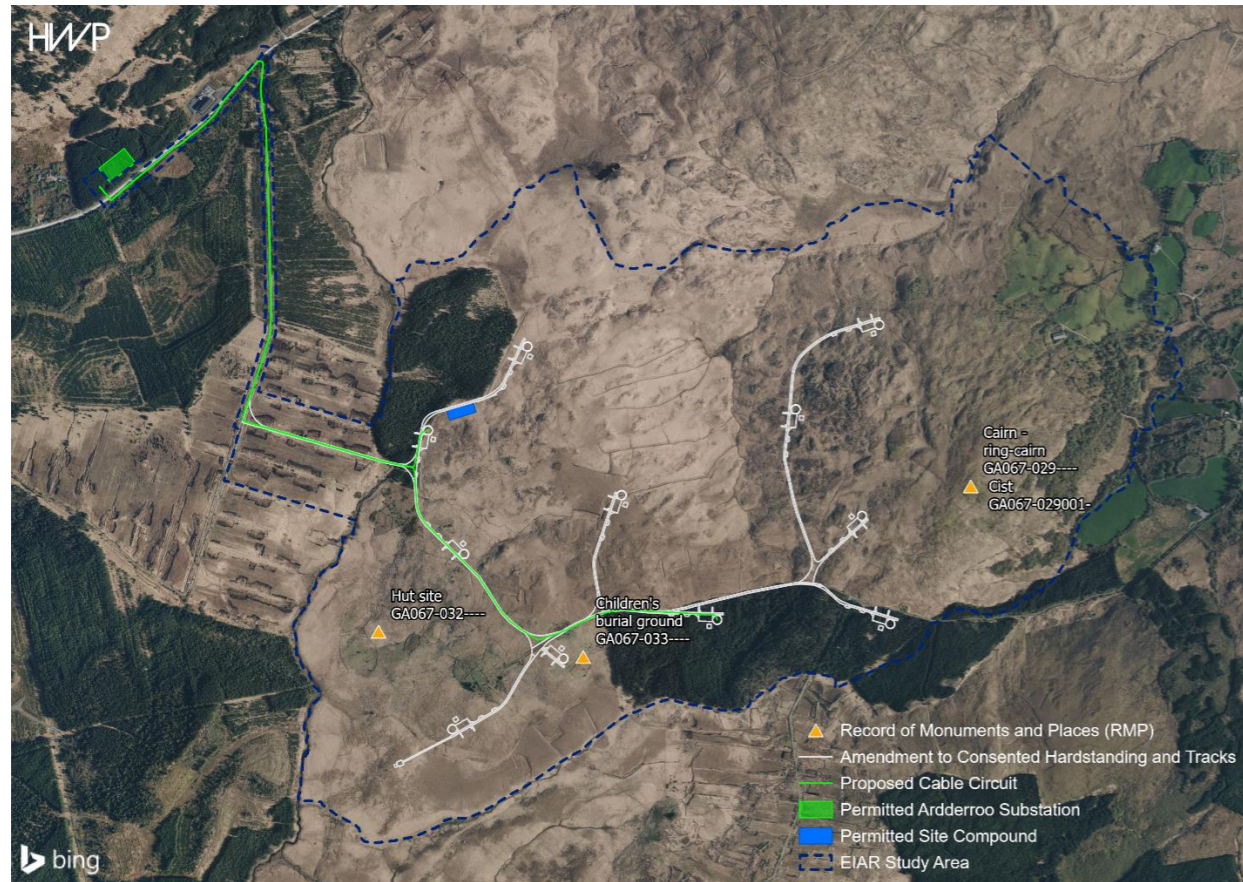 HWP
Cairn -
ring-cairn
GA067-029----
Cist
GA067-029001-
Hut site
GA067-032----
Children's
burial ground
GA067-033----
Record of Monuments and Places (RMP)
Amendment to Consented Hardstanding and Tracks
Proposed Cable Circuit
Permitted Ardderroo Substation
Permitted Site Compound
EIAR Study Area
bing